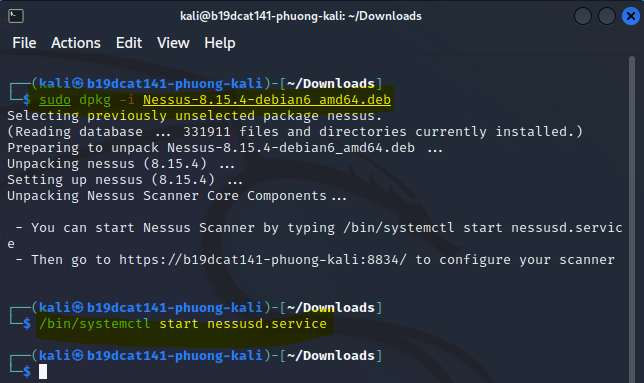 kali@b19dcat141-phuong-kali: ~/Downloads
File Actions Edit View Help
┌──(kali㉿b19dcat141-phuong-kali)-[~/Downloads]
└─$ sudo dpkg -i Nessus-8.15.4-debian6_amd64.deb
Selecting previously unselected package nessus.
(Reading database ... 331911 files and directories currently installed.)
Preparing to unpack Nessus-8.15.4-debian6_amd64.deb ...
Unpacking nessus (8.15.4) ...
Setting up nessus (8.15.4) ...
Unpacking Nessus Scanner Core Components...
- You can start Nessus Scanner by typing /bin/systemctl start nessusd.servic
e
- Then go to https://b19dcat141-phuong-kali:8834/ to configure your scanner
┌──(kali㉿b19dcat141-phuong-kali)-[~/Downloads]
└─$ /bin/systemctl start nessusd.service
┌──(kali㉿b19dcat141-phuong-kali)-[~/Downloads]
└─$